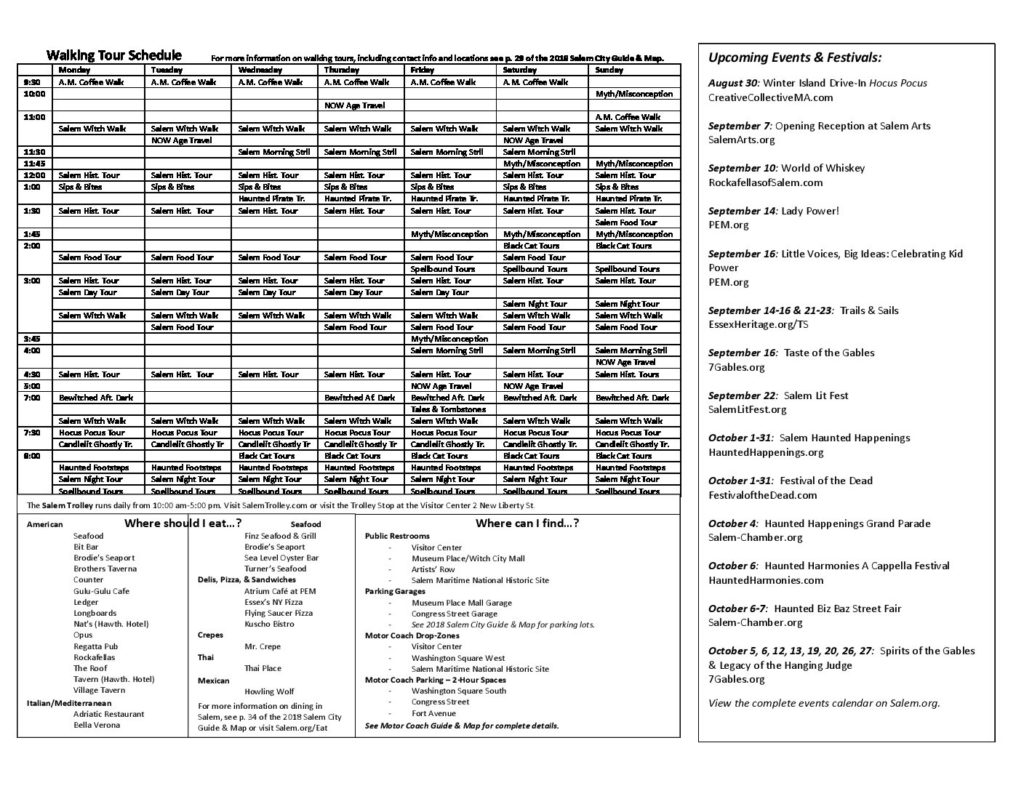 Walking Tour Schedule For more information on walking tours, including contact info and locations see p. 29 of the 2018 Salem City Guide & Map.
Monday Tuesday Wednesday Thursday Friday Saturday Sunday
9:30 A.M. Coffee Walk A.M. Coffee Walk A.M. Coffee Walk A.M. Coffee Walk A.M. Coffee Walk A.M. Coffee Walk
10:00 Myth/Misconception
NOW Age Travel
11:00 A.M. Coffee Walk
Salem Witch Walk Salem Witch Walk Salem Witch Walk Salem Witch Walk Salem Witch Walk Salem Witch Walk Salem Witch Walk
NOW Age Travel NOW Age Travel
11:30 Salem Morning Strll Salem Morning Strll Salem Morning Strll Salem Morning Strll
11:45 Myth/Misconception Myth/Misconception
12:00 Salem Hist. Tour Salem Hist. Tour Salem Hist. Tour Salem Hist. Tour Salem Hist. Tour Salem Hist. Tour Salem Hist. Tour
1:00 Sips & Bites Sips & Bites Sips & Bites Sips & Bites Sips & Bites Sips & Bites Sips & Bites
Haunted Pirate Tr. Haunted Pirate Tr. Haunted Pirate Tr. Haunted Pirate Tr. Haunted Pirate Tr.
1:30 Salem Hist. Tour Salem Hist. Tour Salem Hist. Tour Salem Hist. Tour Salem Hist. Tour Salem Hist. Tour Salem Hist. Tour
Salem Food Tour
1:45 Myth/Misconception Myth/Misconception Myth/Misconception
2:00 Black Cat Tours Black Cat Tours
Salem Food Tour Salem Food Tour Salem Food Tour Salem Food Tour Salem Food Tour Salem Food Tour
Spellbound Tours Spellbound Tours Spellbound Tours
3:00 Salem Hist. Tour Salem Hist. Tour Salem Hist. Tour Salem Hist. Tour Salem Hist. Tour Salem Hist. Tour Salem Hist. Tour
Salem Day Tour Salem Day Tour Salem Day Tour Salem Day Tour Salem Day Tour
Salem Night Tour Salem Night Tour
Salem Witch Walk Salem Witch Walk Salem Witch Walk Salem Witch Walk Salem Witch Walk Salem Witch Walk Salem Witch Walk
Salem Food Tour Salem Food Tour Salem Food Tour Salem Food Tour Salem Food Tour
3:45 Myth/Misconception
4:00 Salem Morning Strll Salem Morning Strll Salem Morning Strll
NOW Age Travel
4:30 Salem Hist. Tour Salem Hist. Tour Salem Hist. Tour Salem Hist. Tour Salem Hist. Tour Salem Hist. Tour Salem Hist. Tours
5:00 NOW Age Travel NOW Age Travel
7:00 Bewitched Aft. Dark Bewitched Af. Dark Bewitched Aft. Dark Bewitched Aft. Dark Bewitched Aft. Dark
Tales & Tombstones
Salem Witch Walk Salem Witch Walk Salem Witch Walk Salem Witch Walk Salem Witch Walk Salem Witch Walk Salem Witch Walk
7:30 Hocus Pocus Tour Hocus Pocus Tour Hocus Pocus Tour Hocus Pocus Tour Hocus Pocus Tour Hocus Pocus Tour Hocus Pocus Tour
Candlelit Ghostly Tr. Candlelit Ghostly Tr Candlelit Ghostly Tr Candlelit Ghostly Tr Candlelit Ghostly Tr. Candlelit Ghostly Tr. Candlelit Ghostly Tr.
8:00 Black Cat Tours Black Cat Tours Black Cat Tours Black Cat Tours Black Cat Tours
Haunted Footsteps Haunted Footsteps Haunted Footsteps Haunted Footsteps Haunted Footsteps Haunted Footsteps Haunted Footsteps
Salem Night Tour Salem Night Tour Salem Night Tour Salem Night Tour Salem Night Tour Salem Night Tour Salem Night Tour
Spellbound Tours Spellbound Tours Spellbound Tours Spellbound Tours Spellbound Tours Spellbound Tours Spellbound Tours
The Salem Trolley runs daily from 10:00 am-5:00 pm. Visit SalemTrolley.com or visit the Trolley Stop at the Visitor Center 2 New Liberty St
Where should I eat...?
American
Seafood
Bit Bar
Brodie's Seaport
Brothers Taverna
Counter
Gulu-Gulu Cafe
Ledger
Longboards
Nat's (Hawth. Hotel)
Opus
Regatta Pub
Rockafellas
The Roof
Tavern (Hawth. Hotel)
Village Tavern
Italian/Mediterranean
Adriatic Restaurant
Bella Verona
Seafood
Finz Seafood & Grill
Brodie's Seaport
Sea Level Oyster Bar
Turner's Seafood
Delis, Pizza, & Sandwiches
Atrium Café at PEM
Essex's NY Pizza
Flying Saucer Pizza
Kuscho Bistro
Crepes
Mr. Crepe
Thai
Thai Place
Mexican
Howling Wolf
For more information on dining in
Salem, see p. 34 of the 2018 Salem City
Guide & Map or visit Salem.org/Eat
Where can I find...?
Public Restrooms
- Visitor Center
- Museum Place/Witch City Mall
- Artists' Row
- Salem Maritime National Historic Site
Parking Garages
- Museum Place Mall Garage
- Congress Street Garage
- See 2018 Salem City Guide & Map for parking lots.
Motor Coach Drop-Zones
- Visitor Center
- Washington Square West
- Salem Maritime National Historic Site
Motor Coach Parking – 2-Hour Spaces
- Washington Square South
- Congress Street
- Fort Avenue
See Motor Coach Guide & Map for complete details.
Upcoming Events & Festivals:
August 30: Winter Island Drive-In Hocus Pocus
CreativeCollectiveMA.com
September 7: Opening Reception at Salem Arts
SalemArts.org
September 10: World of Whiskey
RockafellasofSalem.com
September 14: Lady Power!
PEM.org
September 16: Little Voices, Big Ideas: Celebrating Kid
Power
PEM.org
September 14-16 & 21-23: Trails & Sails
EssexHeritage.org/TS
September 16: Taste of the Gables
7Gables.org
September 22: Salem Lit Fest
SalemLitFest.org
October 1-31: Salem Haunted Happenings
HauntedHappenings.org
October 1-31: Festival of the Dead
FestivaloftheDead.com
October 4: Haunted Happenings Grand Parade
Salem-Chamber.org
October 6: Haunted Harmonies A Cappella Festival
HauntedHarmonies.com
October 6-7: Haunted Biz Baz Street Fair
Salem-Chamber.org
October 5, 6, 12, 13, 19, 20, 26, 27: Spirits of the Gables
& Legacy of the Hanging Judge
7Gables.org
View the complete events calendar on Salem.org.